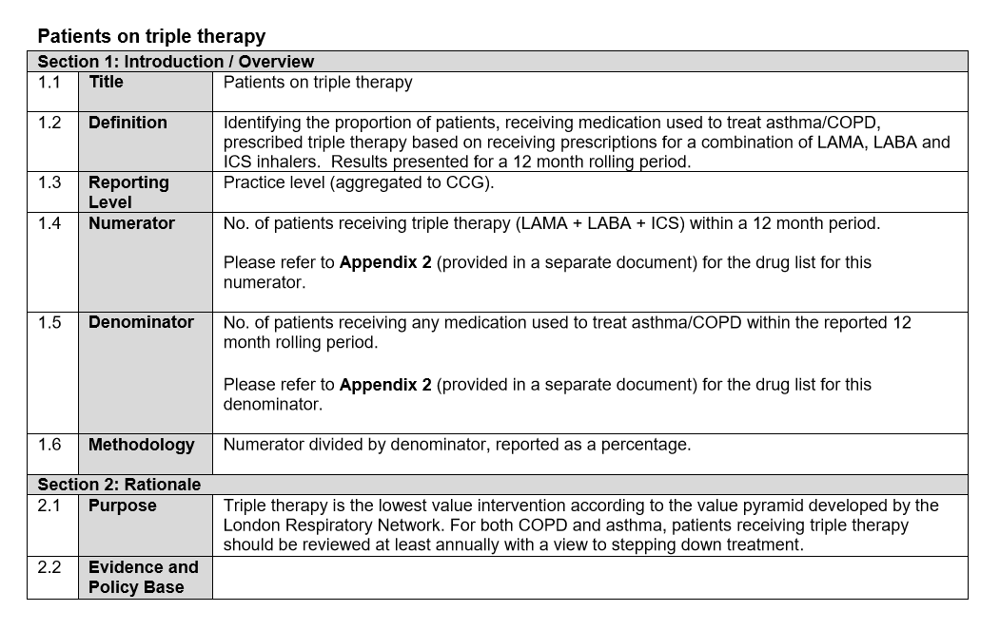 Patients on triple therapy
Section 1: Introduction / Overview
1.1 Title Patients on triple therapy
1.2 Definition Identifying the proportion of patients, receiving medication used to treat asthma/COPD,
prescribed triple therapy based on receiving prescriptions for a combination of LAMA, LABA and
ICS inhalers.  Results presented for a 12 month rolling period.
1.3 Reporting Level Practice level (aggregated to CCG).
1.4 Numerator No. of patients receiving triple therapy (LAMA + LABA + ICS) within a 12 month period.
Please refer to Appendix 2 (provided in a separate document) for the drug list for this
numerator.
1.5 Denominator No. of patients receiving any medication used to treat asthma/COPD within the reported 12
month rolling period.
Please refer to Appendix 2 (provided in a separate document) for the drug list for this
denominator.
1.6 Methodology Numerator divided by denominator, reported as a percentage.
Section 2: Rationale
2.1 Purpose Triple therapy is the lowest value intervention according to the value pyramid developed by the
London Respiratory Network. For both COPD and asthma, patients receiving triple therapy
should be reviewed at least annually with a view to stepping down treatment.
2.2 Evidence and
Policy Base